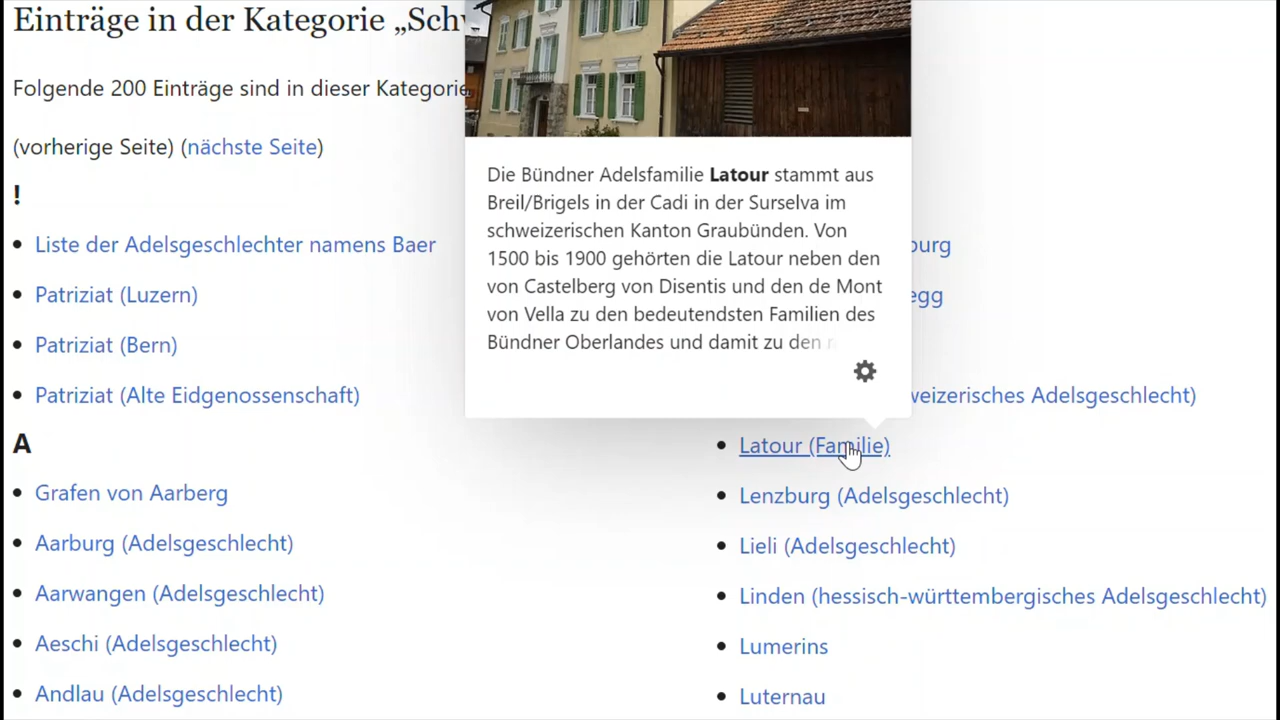 Einträge in der Kategorie
Folgende 200 Einträge sind in dieser Kategorie
(vorherige Seite) (nächste Seite)
!
• Liste der Adelsgeschlechter namens Baer
• Patriziat (Luzern)
• Patriziat (Bern)
• Patriziat (Alte Eidgenossenschaft)
A
• Grafen von Aarberg
• Aarburg (Adelsgeschlecht)
• Aarwangen (Adelsgeschlecht)
• Aeschi (Adelsgeschlecht)
• Andlau (Adelsgeschlecht)
Die Bündner Adelsfamilie Latour stammt aus
Breil/Brigels in der Cadi in der Surselva im
schweizerischen Kanton Graubünden. Von
1500 bis 1900 gehörten die Latour neben den
von Castelberg von Disentis und den de Mont
von Vella zu den bedeutendsten Familien des
Bündner Oberlandes und damit zu den
Adelsgeschlecht)
• Latour (Familie)
• Lenzburg (Adelsgeschlecht)
• Lieli (Adelsgeschlecht)
• Linden (hessisch-württembergisches Adelsgeschlecht)
• Lumerins
• Luternau